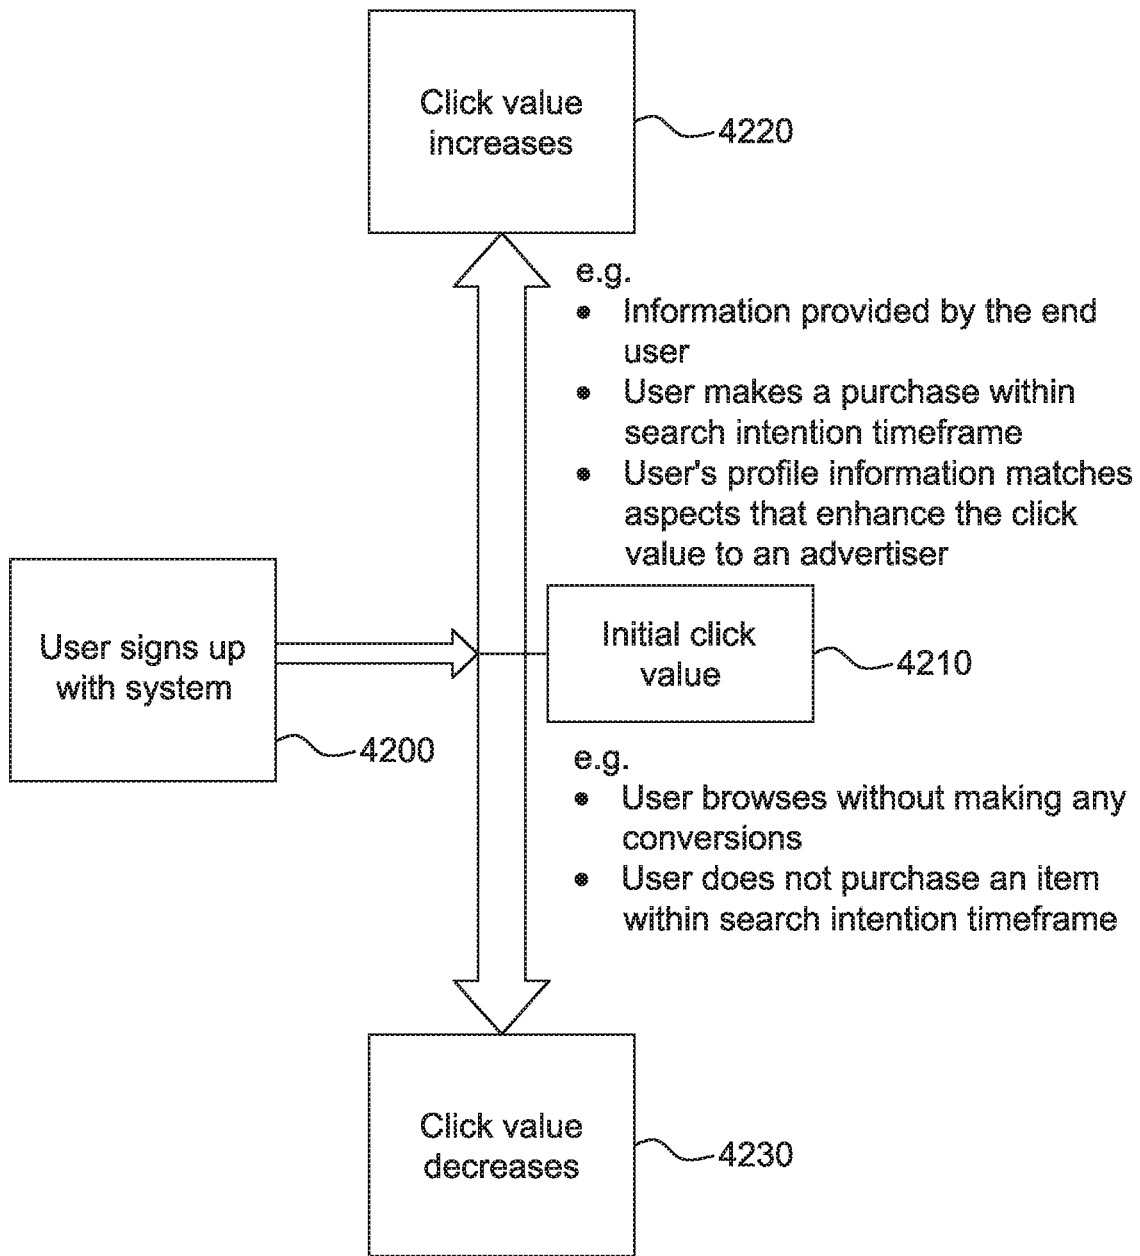 Click value
increases
4220
e.g.
• Information provided by the end
user
• User makes a purchase within
search intention timeframe
• User's profile information matches
aspects that enhance the click
value to an advertiser
User signs up
with system
4200
Initial click
value
4210
e.g.
• User browses without making any
conversions
• User does not purchase an item
within search intention timeframe
Click value
decreases
4230